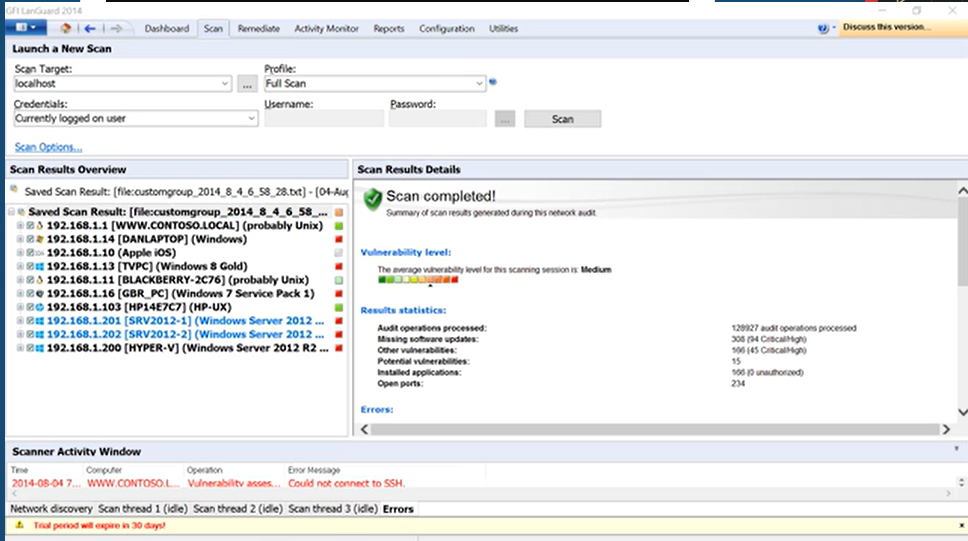 GFI LanGuard 2014
Dashboard Scan Remediate Activity Monitor Reports Configuration Utilities Discuss this version...
Launch a New Scan
Scan Target: Profile:
localhost ... Full Scan
Credentials: Username: Password:
Currently logged on user ... Scan
Scan Options...
Scan Results Overview
Saved Scan Result: [file:customgroup_2014_8_4_6_58_28.txt] - [04-Aug
Saved Scan Result: [file:customgroup_2014_8_4_6_58_...
192.168.1.1 [WWW.CONTOSO.LOCAL] (probably Unix)
192.168.1.14 [DANLAPTOP] (Windows)
192.168.1.10 (Apple iOS)
192.168.1.13 [TVPC] (Windows 8 Gold)
192.168.1.11 [BLACKBERRY-2C76] (probably Unix)
192.168.1.16 [GBR_PC] (Windows 7 Service Pack 1)
192.168.1.103 [HP14E7C7] (HP-UX)
192.168.1.201 [SRV2012-1] (Windows Server 2012 ...
192.168.1.202 [SRV2012-2] (Windows Server 2012 ...
192.168.1.200 [HYPER-V] (Windows Server 2012 R2 ...
Scan Results Details
Scan completed!
Summary of scan results generated during this network audit.
Vulnerability level:
The average vulnerability level for this scanning session is: Medium
Results statistics:
Audit operations processed: 128927 audit operations processed
Missing software updates: 308 (94 Critical/High)
Other vulnerabilities: 166 (45 Critical/High)
Potential vulnerabilities: 15
Installed applications: 166 (0 unauthorized)
Open ports: 234
Errors:
Scanner Activity Window
Time Computer Operation Error Message
2014-08-04 7... WWW.CONTOSO.L... Vulnerability asses... Could not connect to SSH.
Network discovery Scan thread 1 (idle) Scan thread 2 (idle) Scan thread 3 (idle) Errors
Trial period will expire in 30 days!